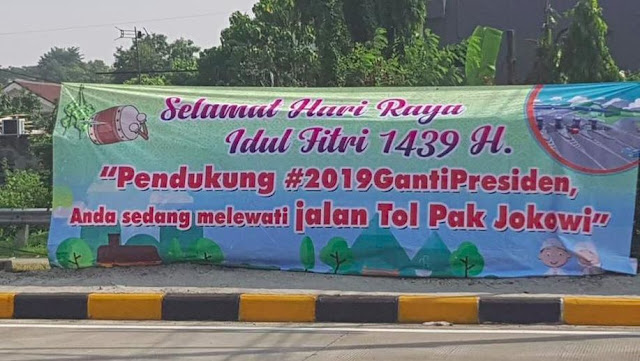 Selamat Hari Raya
Idul Fitri 1439 H.
“Pendukung #2019GantiPresiden,
Anda sedang melewati jalan Tol Pak Jokowi”